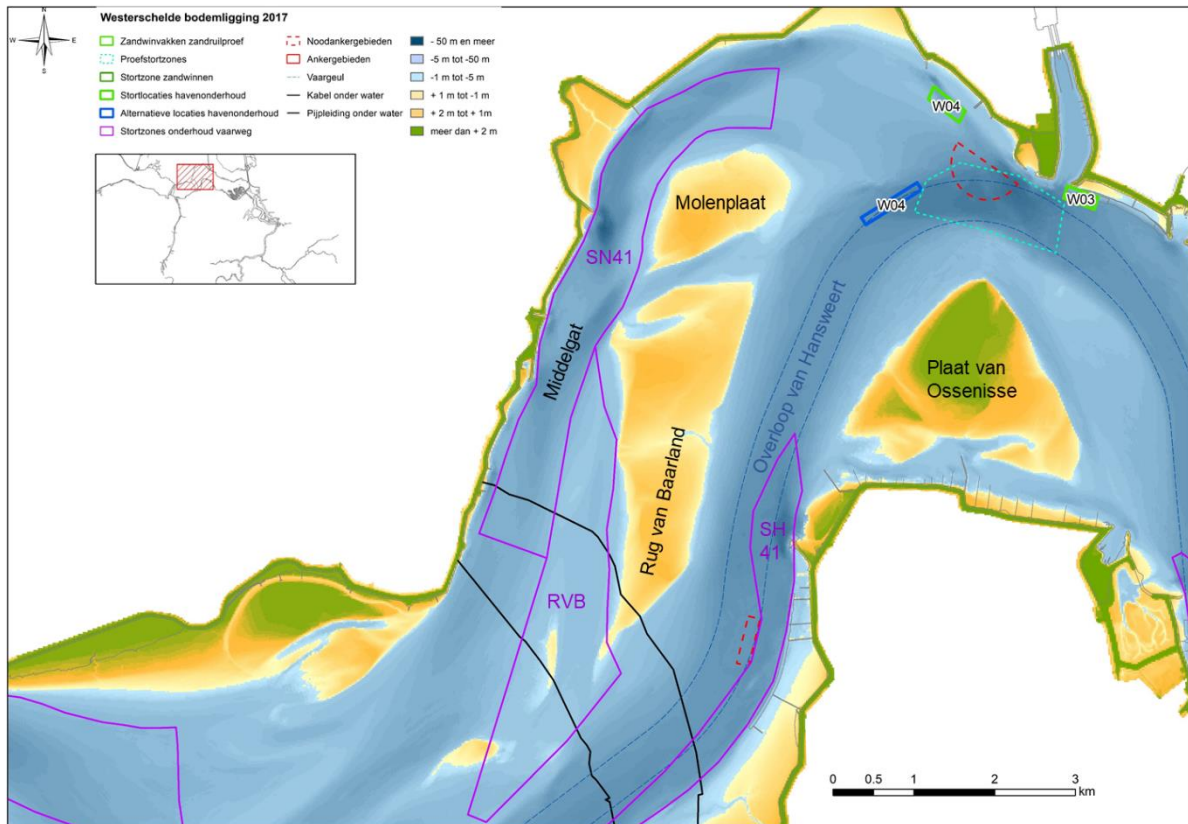 Westerschelde bodemligging 2017
N
W
E
S
Zandwinvakken zandruilproef
Proefstortzones
Stortzone zandwinnen
Stortlocaties havenonderhoud
Alternatieve locaties havenonderhoud
Stortzones onderhoud vaarweg
Noodankergebieden
Ankergebieden
Vaargeul
Kabel onder water
Pijpleiding onder water
- 50 m en meer
-5 m tot -50 m
-1 m tot -5 m
+ 1 m tot -1 m
+ 2 m tot + 1m
meer dan + 2 m
W04
W04
W03
Molenplaat
SN41
Middelgat
Overloop van Hansweert
Plaat van
Ossenisse
Rug van Baarland
SH
41
RVB
0 0.5 1 2 3
km